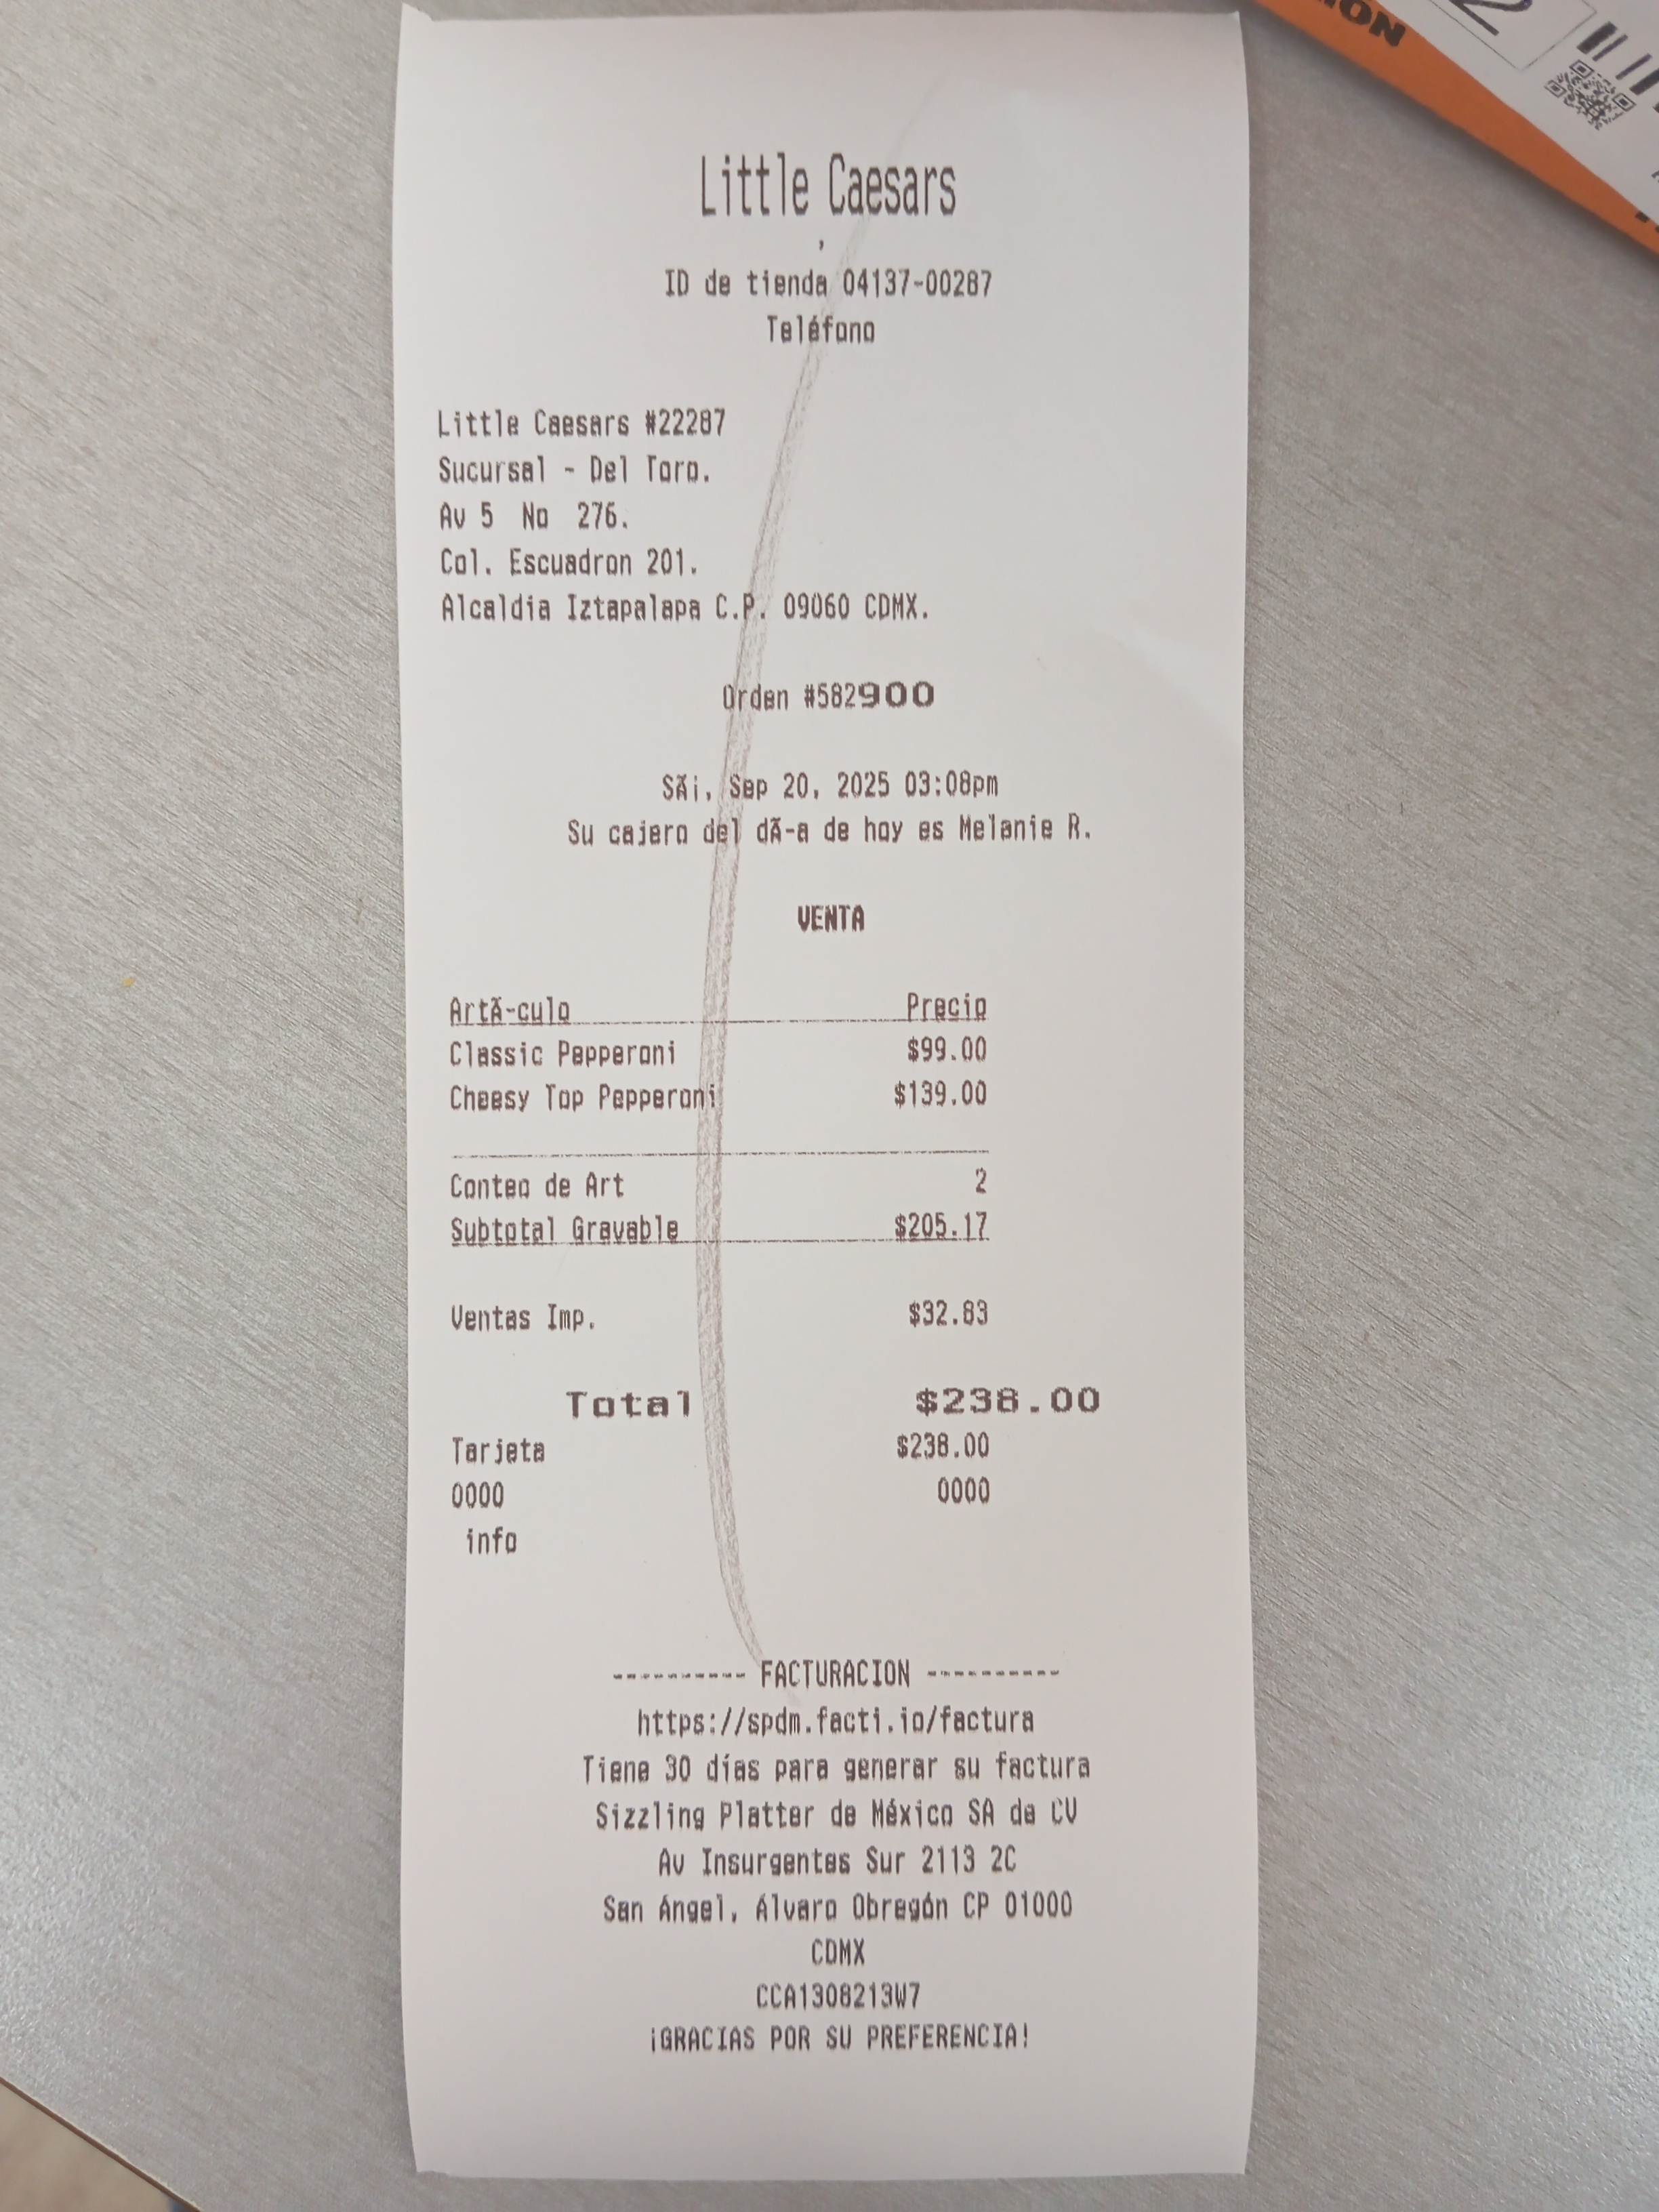 Little Caesars
,
ID de tienda 04137-00287
Teléfono
Little Caesars #22287
Sucursal - Del Toro.
Av 5  No  276.
Col. Escuadron 201.
Alcaldia Iztapalapa C.P. 09060 CDMX.
Orden #582900
SÃ¡, Sep 20, 2025 03:08pm
Su cajero del dÃ-a de hoy es Melanie R.
VENTA
ArtÃ-culo Precio
Classic Pepperoni $99.00
Cheesy Top Pepperoni $139.00
Conteo de Art 2
Subtotal Gravable $205.17
Ventas Imp. $32.83
Total $238.00
Tarjeta $238.00
0000 0000
info
---------- FACTURACION ----------
https://spdm.facti.io/factura
Tiene 30 días para generar su factura
Sizzling Platter de México SA de CV
Av Insurgentes Sur 2113 2C
San Ángel, Álvaro Obregón CP 01000
CDMX
CCA1308213W7
¡GRACIAS POR SU PREFERENCIA!